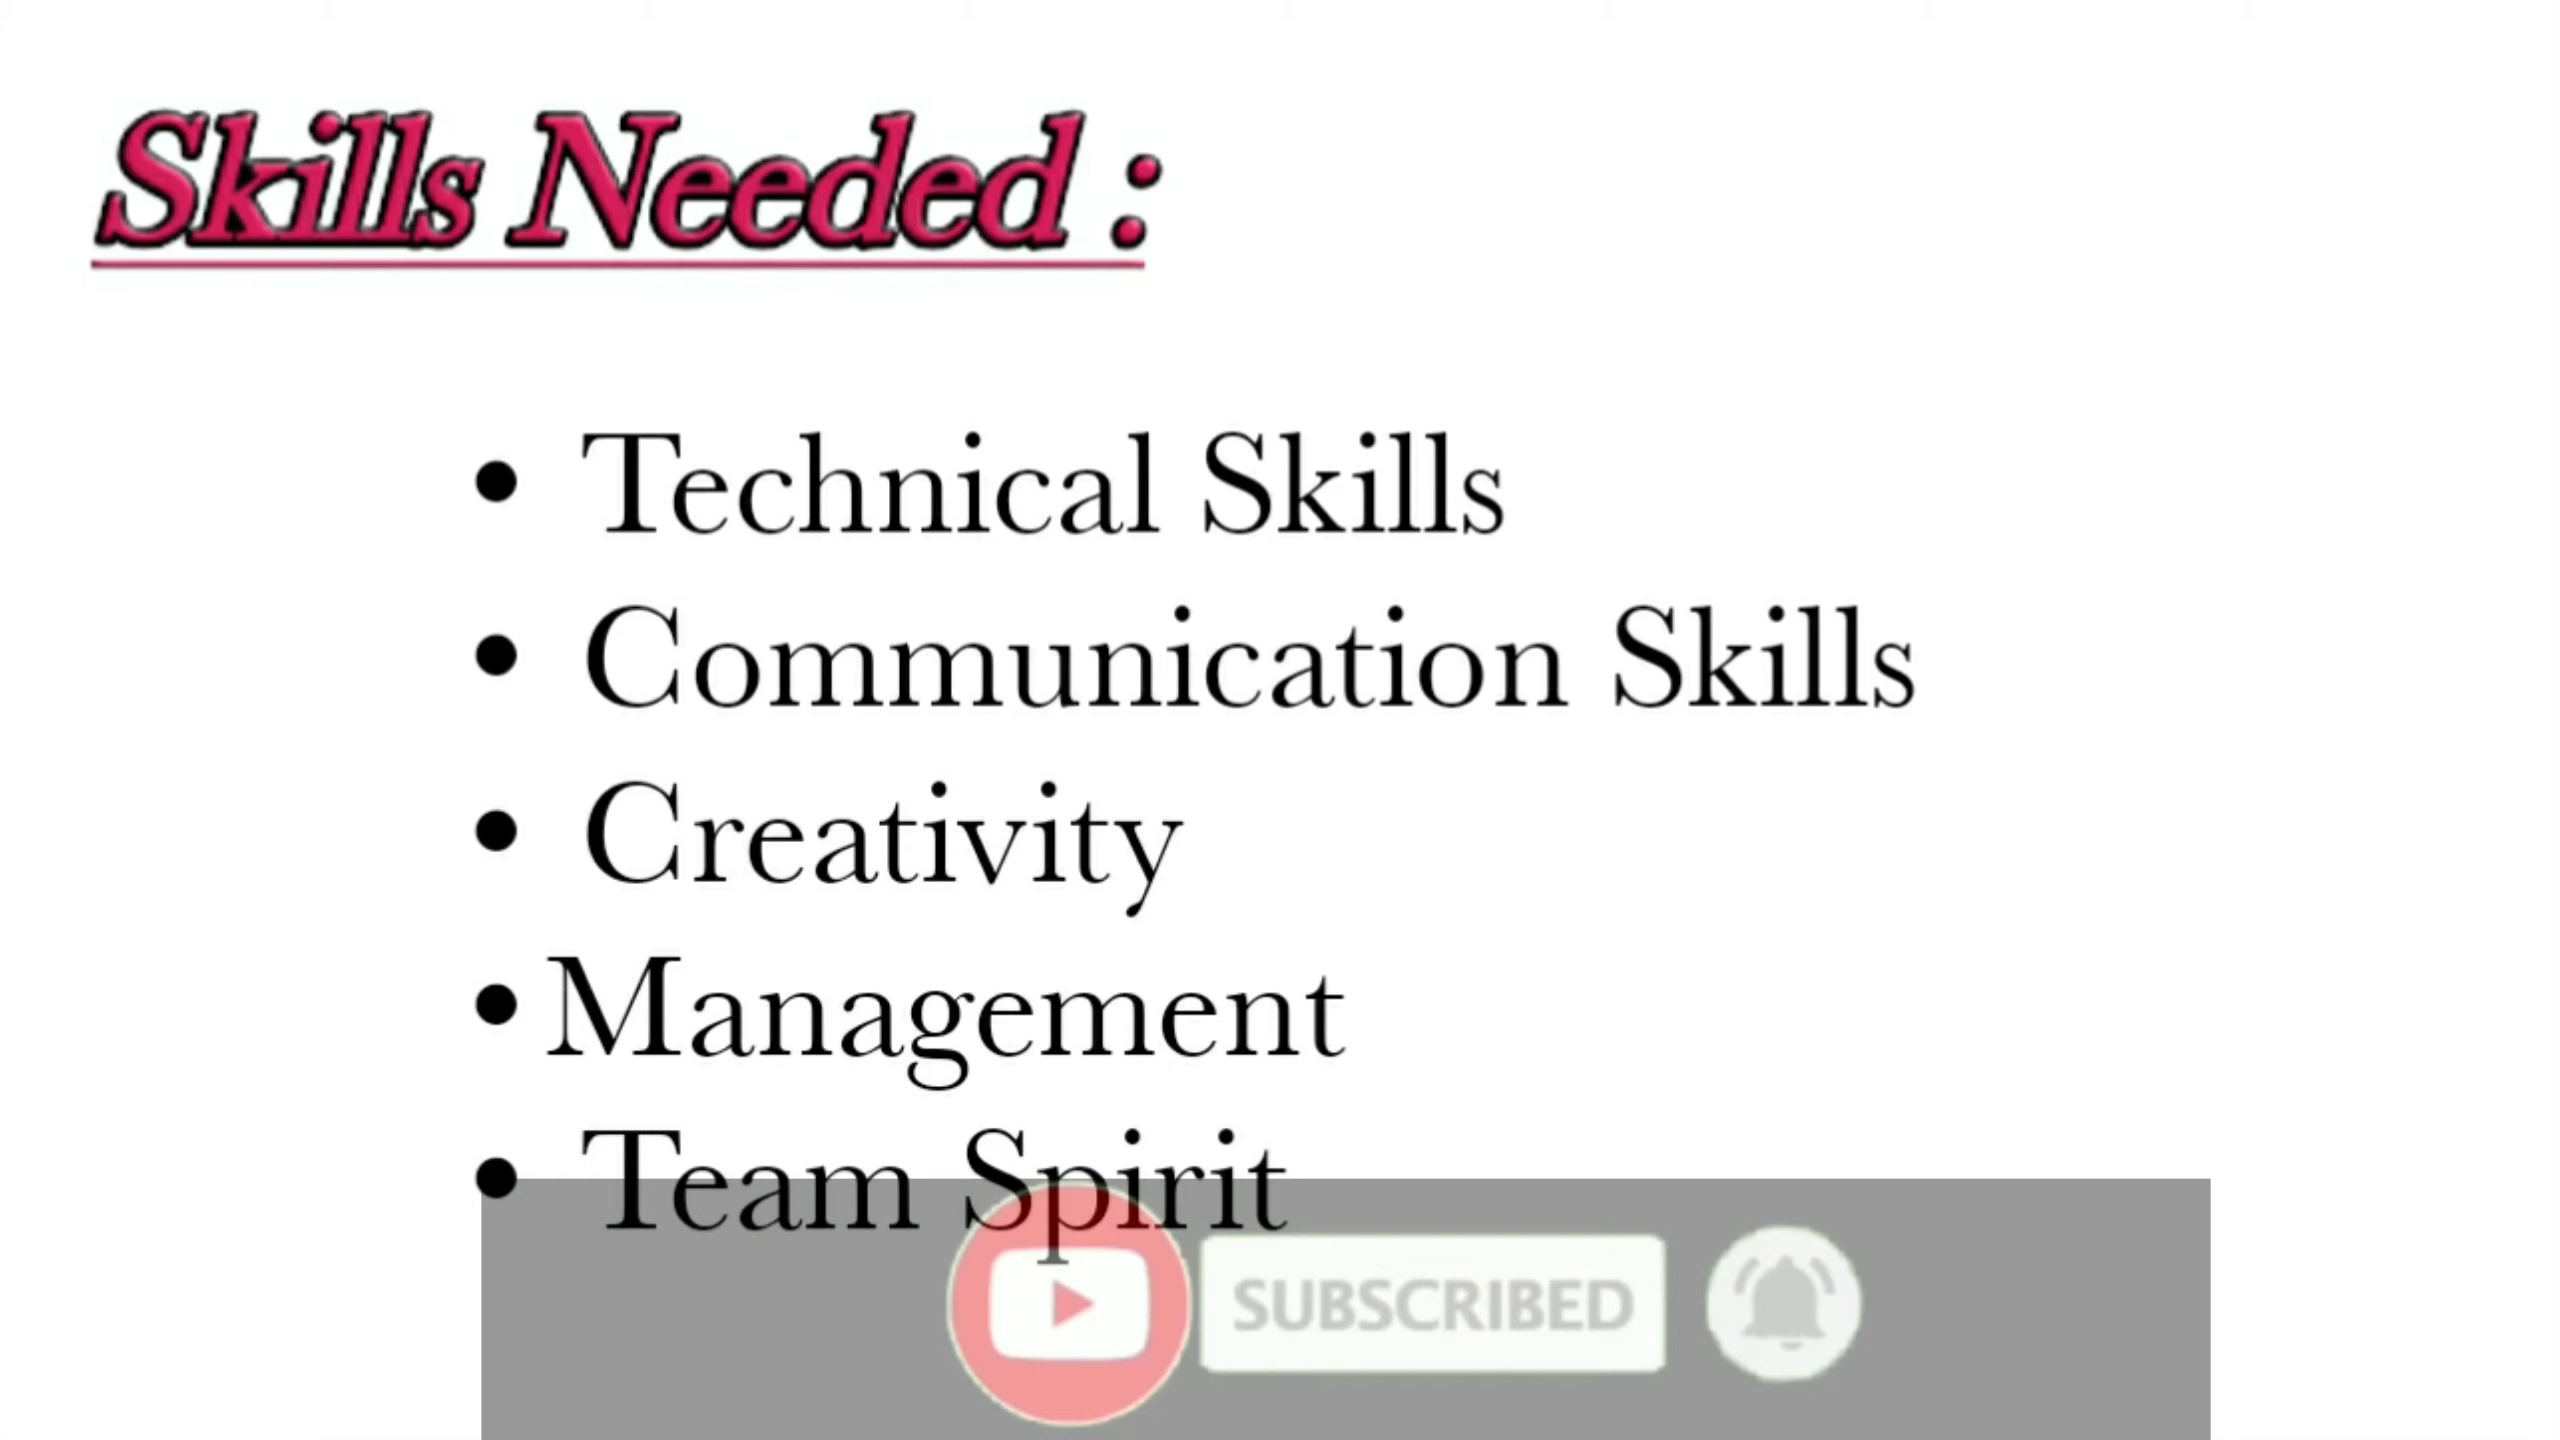 Skills Needed :
• Technical Skills
• Communication Skills
• Creativity
• Management
• Team Spirit
SUBSCRIBED